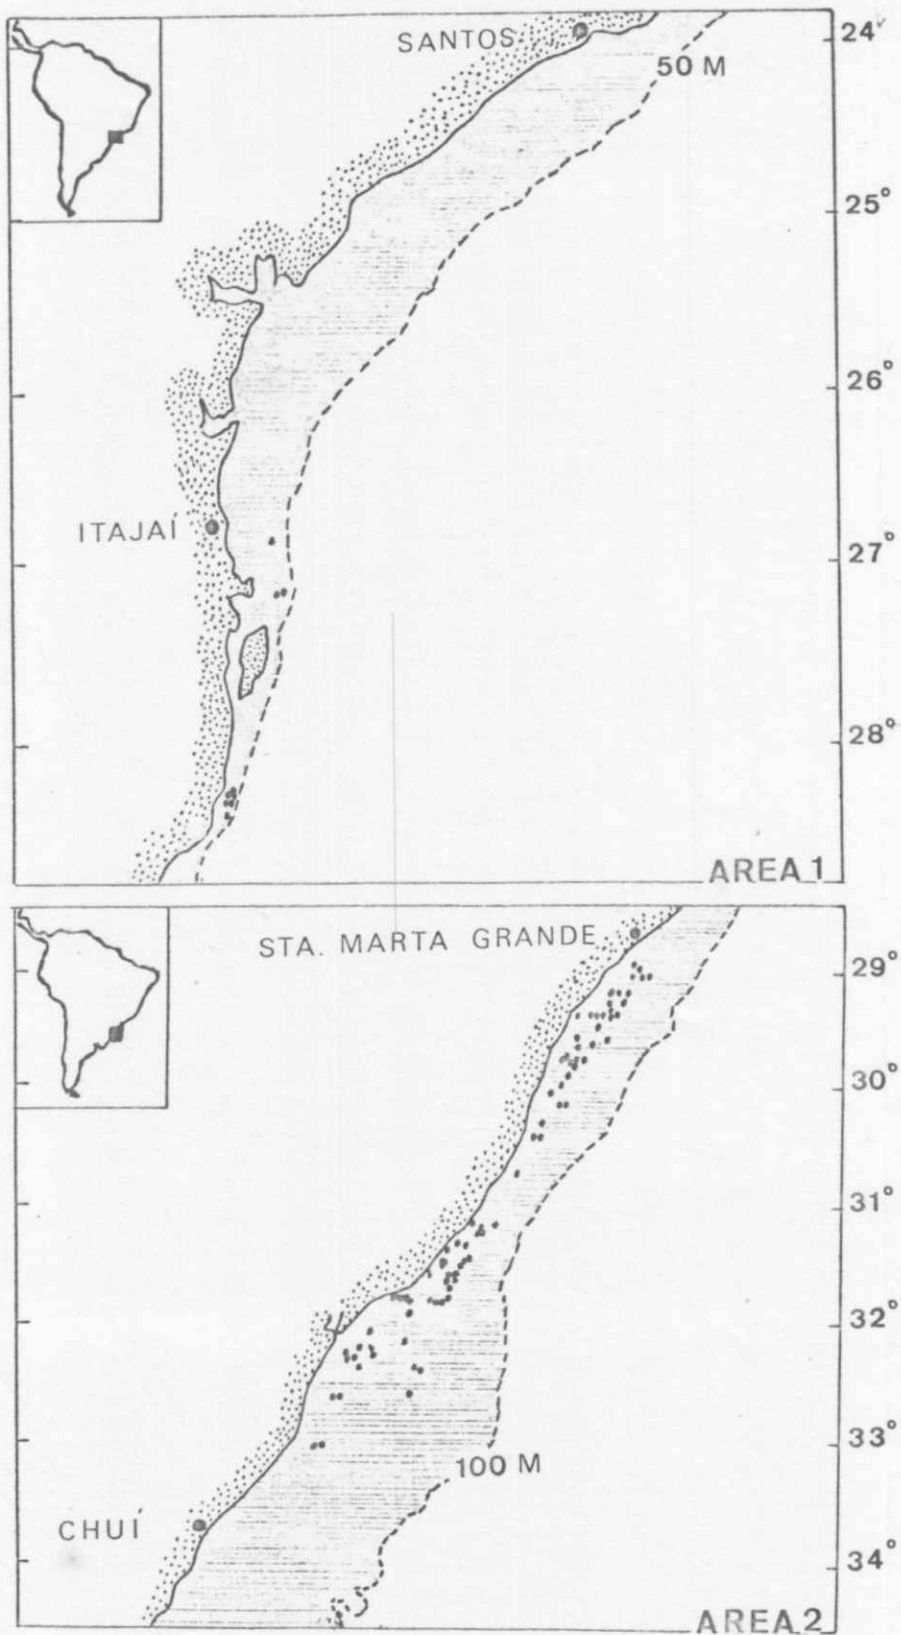 SANTOS
24°
50 M
25°
26°
ITAJAÍ
27°
28°
AREA 1
STA. MARTA GRANDE
29°
30°
31°
32°
33°
100 M
CHUÍ
34°
AREA 2